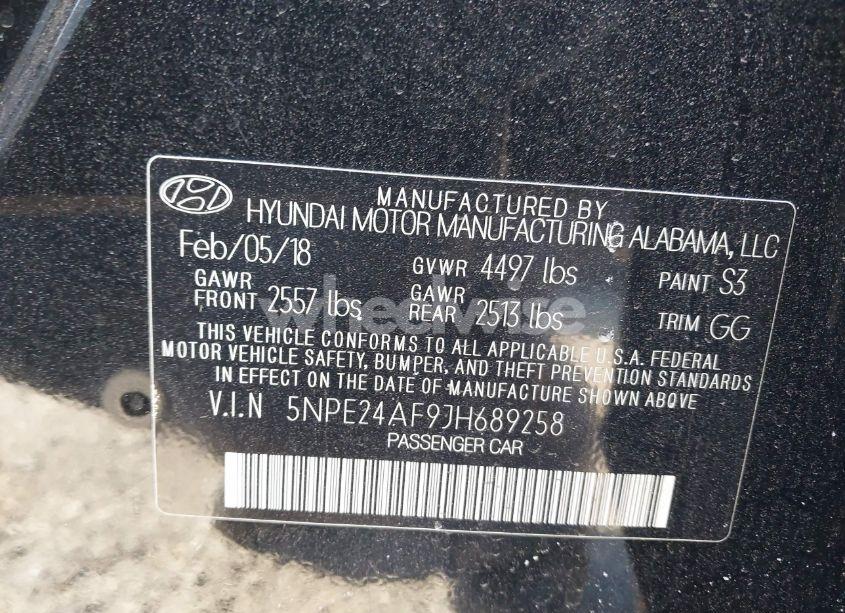 MANUFACTURED BY
HYUNDAI MOTOR MANUFACTURING ALABAMA, LLC
Feb/05/18 GVWR 4497 lbs PAINT S3
GAWR FRONT 2557 lbs GAWR REAR 2513 lbs TRIM GG
wheelwise
THIS VEHICLE CONFORMS TO ALL APPLICABLE U.S.A. FEDERAL
MOTOR VEHICLE SAFETY, BUMPER, AND THEFT PREVENTION STANDARDS
IN EFFECT ON THE DATE OF MANUFACTURE SHOWN ABOVE
V.I.N 5NPE24AF9JH689258
PASSENGER CAR